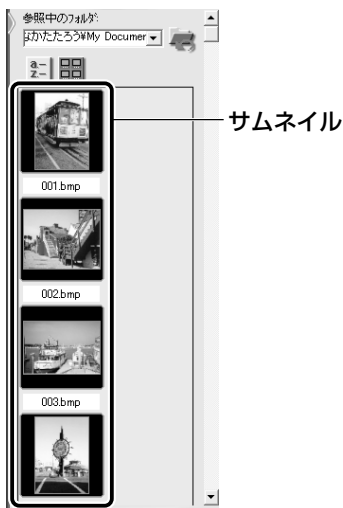 参照中のフォルダ:
なかたたろう¥My Documer
a-
z-
サムネイル
001.bmp
002.bmp
003.bmp